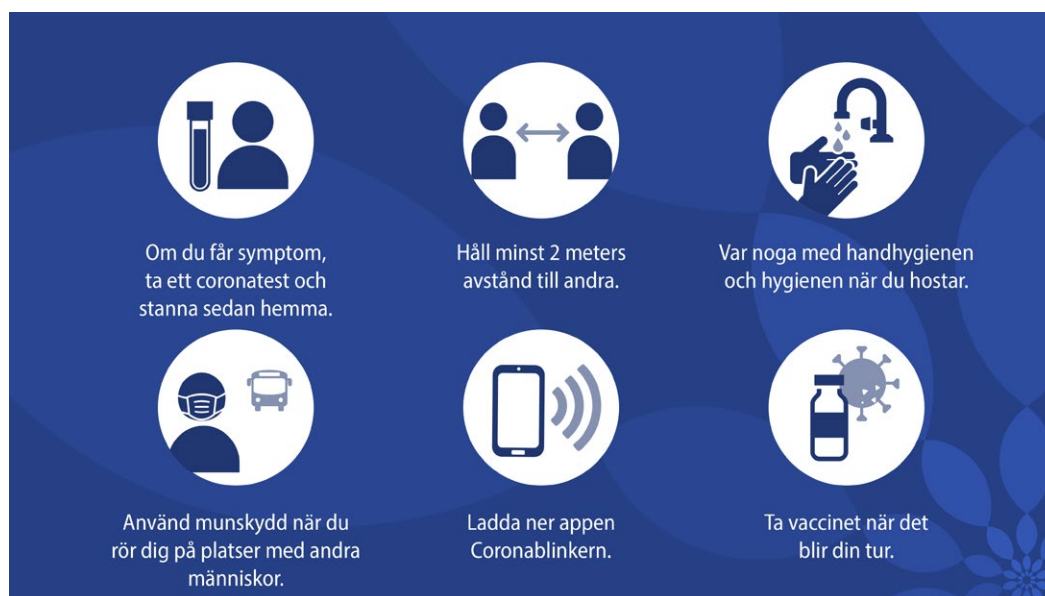 Om du får symptom,
ta ett coronatest och
stanna sedan hemma.
Håll minst 2 meters
avstånd till andra.
Var noga med handhygienen
och hygienen när du hostar.
Använd munskydd när du
rör dig på platser med andra
människor.
Ladda ner appen
Coronablinkern.
Ta vaccinet när det
blir din tur.